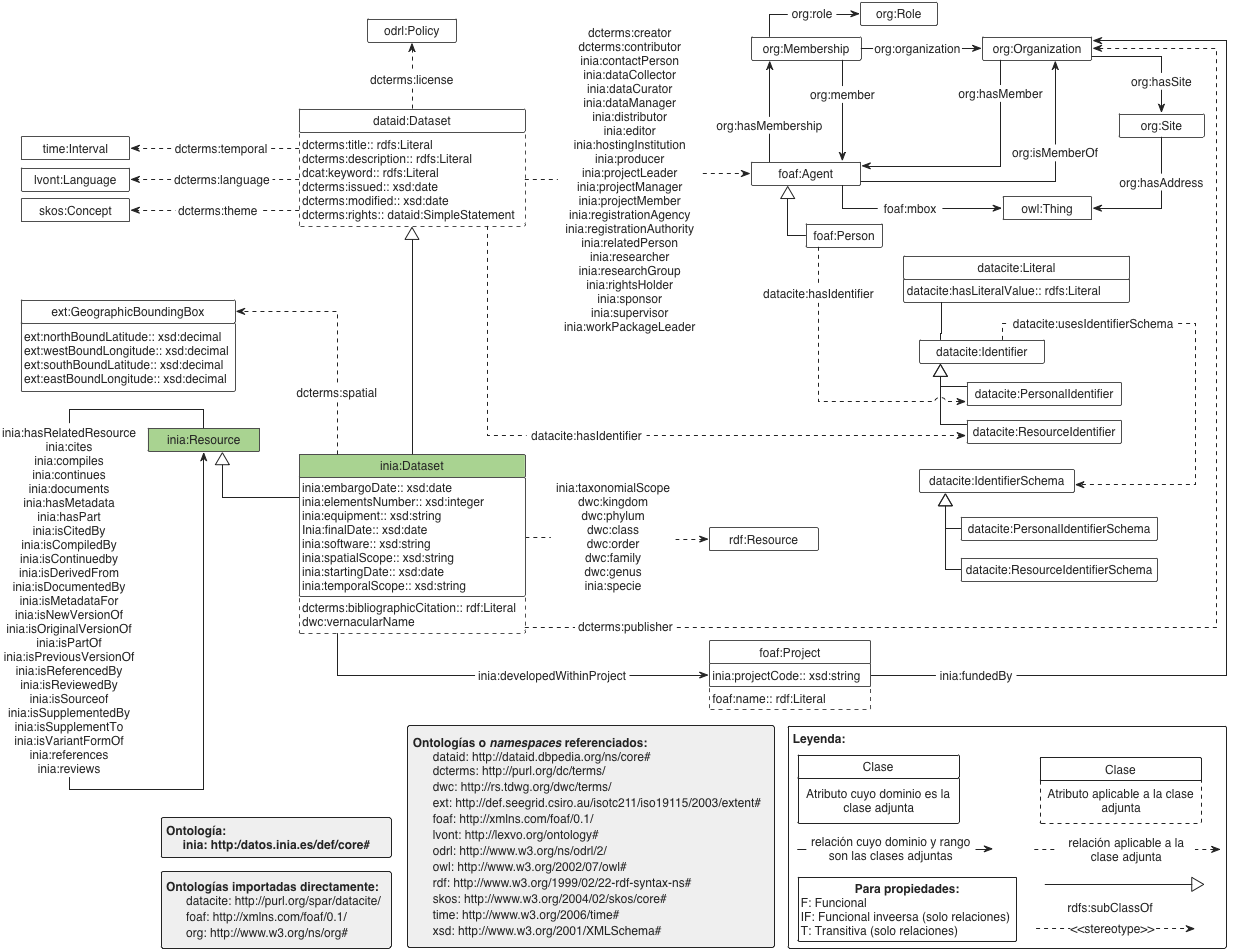 odrl:Policy
dcterms:license
dataid:Dataset
dcterms:title:: rdfs:Literal
dcterms:description:: rdfs:Literal
dcat:keyword:: rdfs:Literal
dcterms:issued:: xsd:date
dcterms:modified:: xsd:date
dcterms:rights:: dataid:SimpleStatement
time:Interval
dcterms:temporal
lvont:Language
dcterms:language
skos:Concept
dcterms:theme
dcterms:creator
dcterms:contributor
inia:contactPerson
inia:dataCollector
inia:dataCurator
inia:dataManager
inia:distributor
inia:editor
inia:hostingInstitution
inia:producer
inia:projectLeader
inia:projectManager
inia:projectMember
inia:registrationAgency
inia:registrationAuthority
inia:relatedPerson
inia:researcher
inia:researchGroup
inia:rightsHolder
inia:sponsor
inia:supervisor
inia:workPackageLeader
org:role
org:Role
org:Membership
org:organization
org:Organization
org:hasSite
org:member
org:hasMember
org:hasMembership
org:Site
org:isMemberOf
foaf:Agent
org:hasAddress
foaf:mbox
owl:Thing
foaf:Person
datacite:hasIdentifier
datacite:Literal
datacite:hasLiteralValue:: rdfs:Literal
datacite:usesIdentifierSchema
datacite:Identifier
datacite:PersonalIdentifier
datacite:ResourceIdentifier
datacite:hasIdentifier
datacite:IdentifierSchema
datacite:PersonalIdentifierSchema
datacite:ResourceIdentifierSchema
ext:GeographicBoundingBox
ext:northBoundLatitude:: xsd:decimal
ext:westBoundLongitude:: xsd:decimal
ext:southBoundLatitude:: xsd:decimal
ext:eastBoundLongitude:: xsd:decimal
dcterms:spatial
inia:Resource
inia:hasRelatedResource
inia:cites
inia:compiles
inia:continues
inia:documents
inia:hasMetadata
inia:hasPart
inia:isCitedBy
inia:isCompiledBy
inia:isContinuedby
inia:isDerivedFrom
inia:isDocumentedBy
inia:isMetadataFor
inia:isNewVersionOf
inia:isOriginalVersionOf
inia:isPartOf
inia:isPreviousVersionOf
inia:isReferencedBy
inia:isReviewedBy
inia:isSourceof
inia:isSupplementedBy
inia:isSupplementTo
inia:isVariantFormOf
inia:references
inia:reviews
inia:Dataset
inia:embargoDate:: xsd:date
inia:elementsNumber:: xsd:integer
inia:equipment:: xsd:string
inia:finalDate:: xsd:date
inia:software:: xsd:string
inia:spatialScope:: xsd:string
inia:startingDate:: xsd:date
inia:temporalScope:: xsd:string
dcterms:bibliographicCitation:: rdf:Literal
dwc:vernacularName
inia:taxonomialScope
dwc:kingdom
dwc:phylum
dwc:class
dwc:order
dwc:family
dwc:genus
inia:specie
rdf:Resource
dcterms:publisher
inia:developedWithinProject
foaf:Project
inia:projectCode:: xsd:string
foaf:name:: rdf:Literal
inia:fundedBy
Ontología:
inia: http:/datos.inia.es/def/core#
Ontologías importadas directamente:
datacite: http://purl.org/spar/datacite/
foaf: http://xmlns.com/foaf/0.1/
org: http://www.w3.org/ns/org#
Ontologías o namespaces referenciados:
dataid: http://dataid.dbpedia.org/ns/core#
dcterms: http://purl.org/dc/terms/
dwc: http://rs.tdwg.org/dwc/terms/
ext: http://def.seegrid.csiro.au/isotc211/iso19115/2003/extent#
foaf: http://xmlns.com/foaf/0.1/
lvont: http://lexvo.org/ontology#
odrl: http://www.w3.org/ns/odrl/2/
owl: http://www.w3.org/2002/07/owl#
rdf: http://www.w3.org/1999/02/22-rdf-syntax-ns#
skos: http://www.w3.org/2004/02/skos/core#
time: http://www.w3.org/2006/time#
xsd: http://www.w3.org/2001/XMLSchema#
Leyenda:
Clase
Atributo cuyo dominio es la
clase adjunta
Clase
Atributo aplicable a la clase
adjunta
relación cuyo dominio y rango
son las clases adjuntas
relación aplicable a la
clase adjunta
Para propiedades:
F: Funcional
IF: Funcional inveersa (solo relaciones)
T: Transitiva (solo relaciones)
rdfs:subClassOf
<<stereotype>>